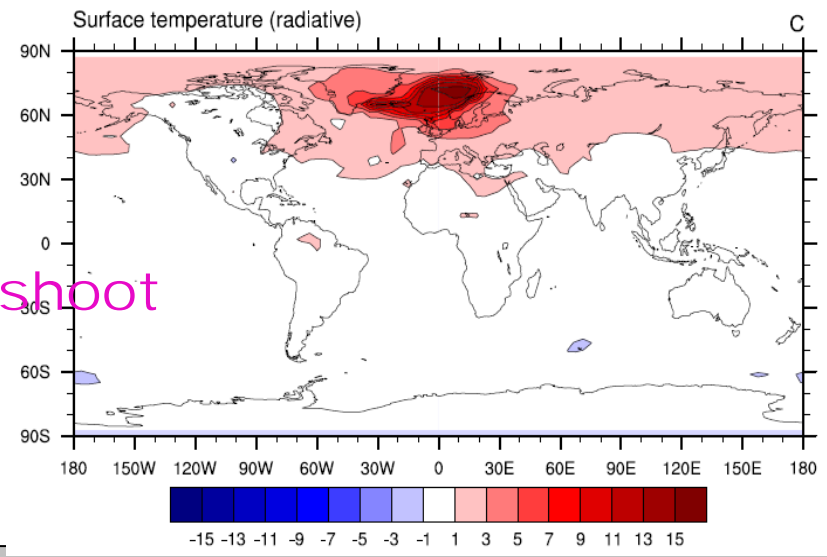 Surface temperature (radiative) C
90N
60N
30N
0
shoot
30S
60S
90S
180 150W 120W 90W 60W 30W 0 30E 60E 90E 120E 150E 180
-15 -13 -11 -9 -7 -5 -3 -1 1 3 5 7 9 11 13 15